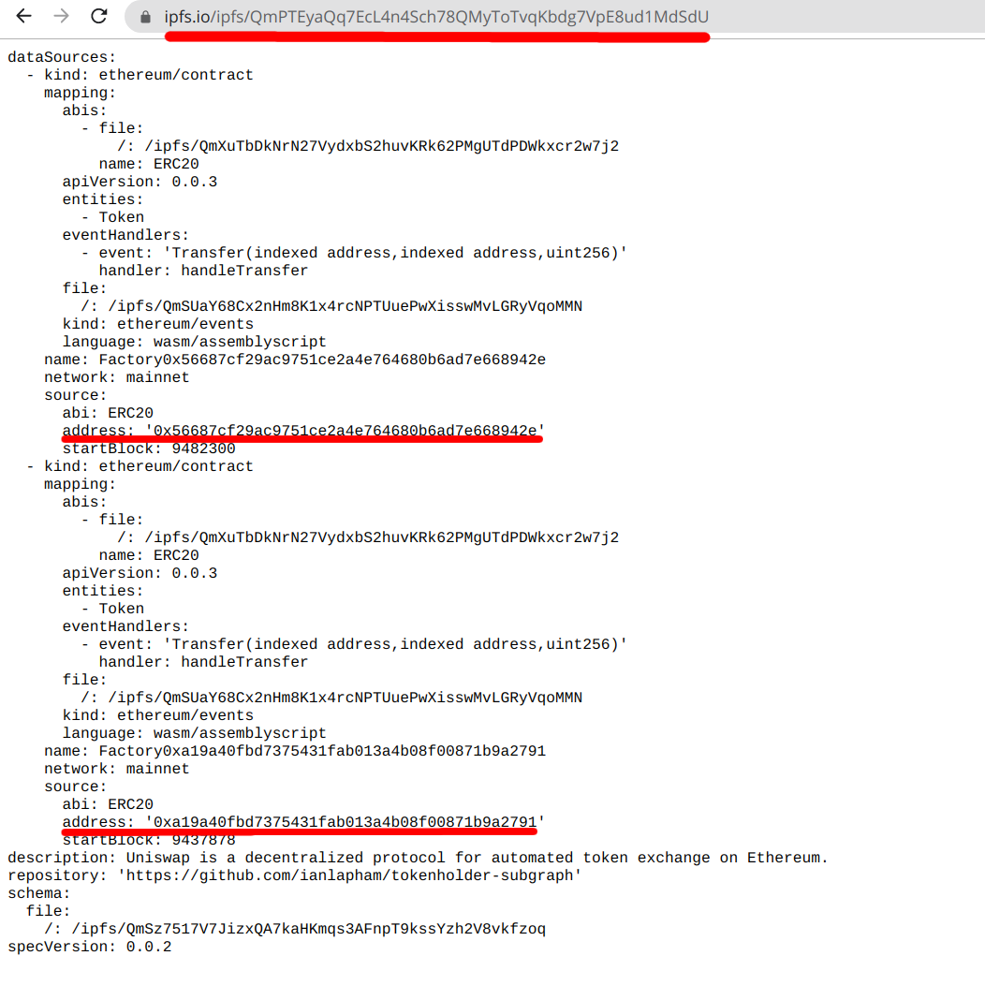 ipfs.io/ipfs/QmPTEyaQq7EcL4n4Sch78QMyToTvqKbdg7VpE8ud1MdSdU
dataSources:
  - kind: ethereum/contract
    mapping:
      abis:
        - file:
            /: /ipfs/QmXuTbDkNrN27VydxbS2huvKRk62PMgUTdPDWkxcr2w7j2
          name: ERC20
      apiVersion: 0.0.3
      entities:
        - Token
      eventHandlers:
        - event: 'Transfer(indexed address,indexed address,uint256)'
          handler: handleTransfer
      file:
        /: /ipfs/QmSUaY68Cx2nHm8K1x4rcNPTUuePwXisswMvLGRyVqoMMN
      kind: ethereum/events
      language: wasm/assemblyscript
    name: Factory0x56687cf29ac9751ce2a4e764680b6ad7e668942e
    network: mainnet
    source:
      abi: ERC20
      address: '0x56687cf29ac9751ce2a4e764680b6ad7e668942e'
      startBlock: 9482300
  - kind: ethereum/contract
    mapping:
      abis:
        - file:
            /: /ipfs/QmXuTbDkNrN27VydxbS2huvKRk62PMgUTdPDWkxcr2w7j2
          name: ERC20
      apiVersion: 0.0.3
      entities:
        - Token
      eventHandlers:
        - event: 'Transfer(indexed address,indexed address,uint256)'
          handler: handleTransfer
      file:
        /: /ipfs/QmSUaY68Cx2nHm8K1x4rcNPTUuePwXisswMvLGRyVqoMMN
      kind: ethereum/events
      language: wasm/assemblyscript
    name: Factory0xa19a40fbd7375431fab013a4b08f00871b9a2791
    network: mainnet
    source:
      abi: ERC20
      address: '0xa19a40fbd7375431fab013a4b08f00871b9a2791'
      startBlock: 9437878
description: Uniswap is a decentralized protocol for automated token exchange on Ethereum.
repository: 'https://github.com/ianlapham/tokenholder-subgraph'
schema:
  file:
    /: /ipfs/QmSz7517V7JizxQA7kaHKmqs3AFnpT9kssYzh2V8vkfzoq
specVersion: 0.0.2